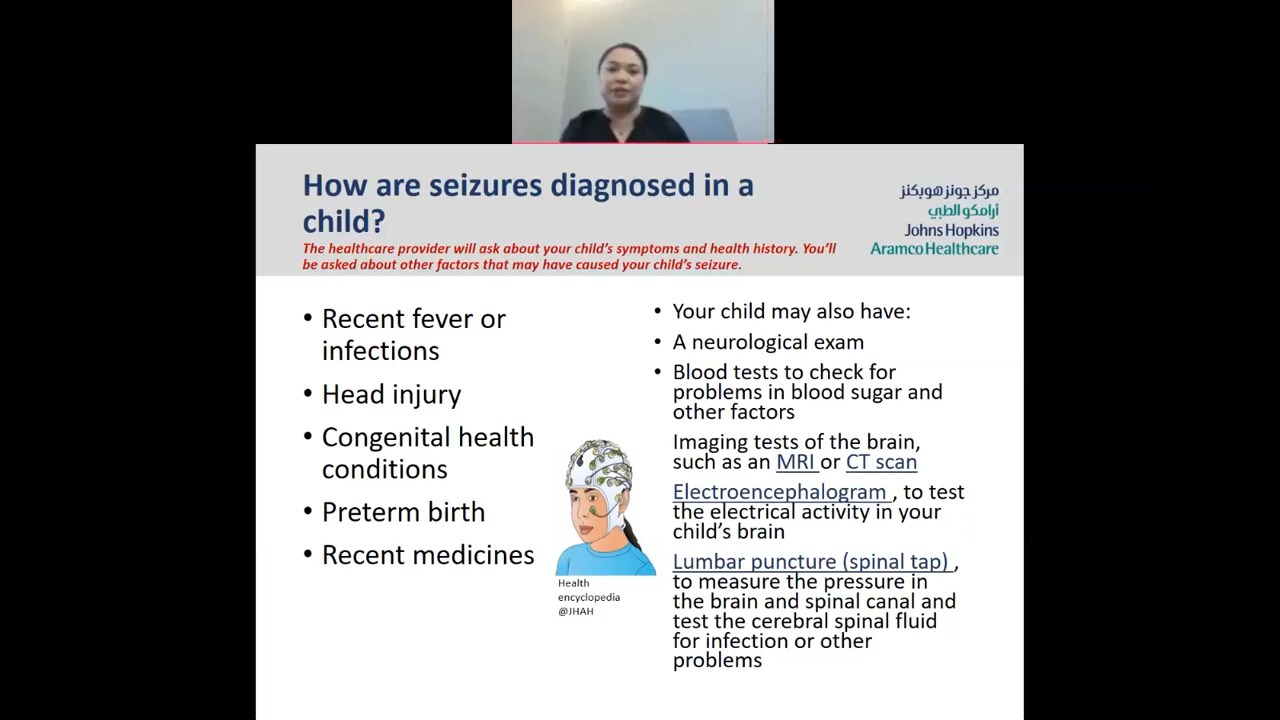 How are seizures diagnosed in a
child?
The healthcare provider will ask about your child's symptoms and health history. You'll
be asked about other factors that may have caused your child's seizure.
مركز جونز هوبكنز
أرامكو الطبي
Johns Hopkins
Aramco Healthcare
• Recent fever or
infections
• Head injury
• Congenital health
conditions
• Preterm birth
• Recent medicines
Health
encyclopedia
@JHAH
• Your child may also have:
• A neurological exam
• Blood tests to check for
problems in blood sugar and
other factors
Imaging tests of the brain,
such as an MRI or CT scan
Electroencephalogram , to test
the electrical activity in your
child's brain
Lumbar puncture (spinal tap) ,
to measure the pressure in
the brain and spinal canal and
test the cerebral spinal fluid
for infection or other
problems